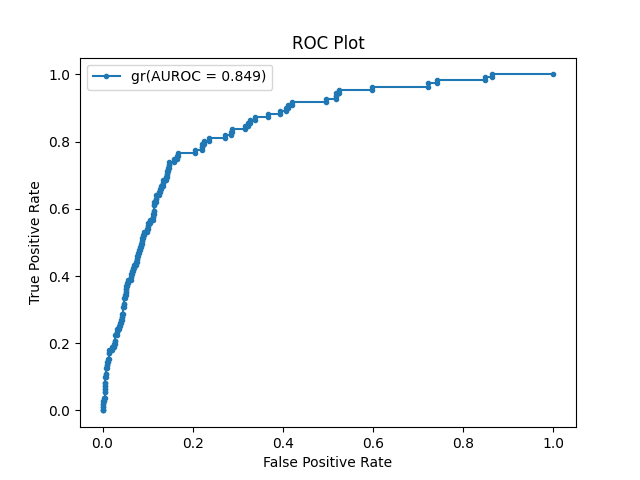 ROC Plot
gr(AUROC = 0.849)
1.0
0.8
0.6
0.4
0.2
0.0
True Positive Rate
0.0 0.2 0.4 0.6 0.8 1.0
False Positive Rate